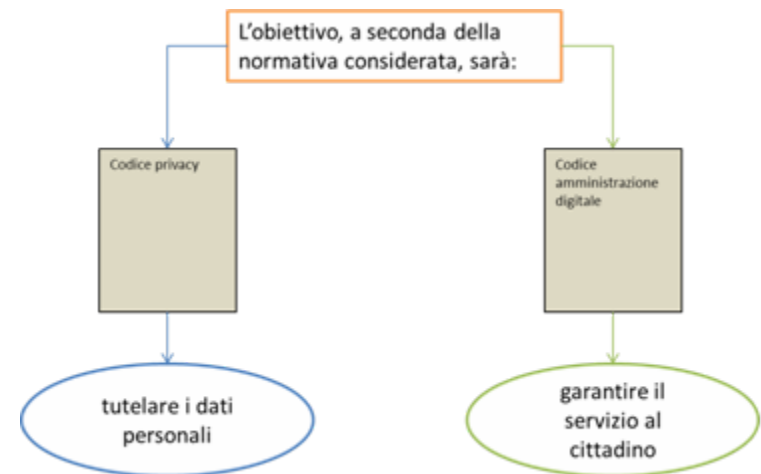 L'obiettivo, a seconda della
normativa considerata, sarà:
Codice privacy
Codice
amministrazione
digitale
tutelare i dati
personali
garantire il
servizio al
cittadino